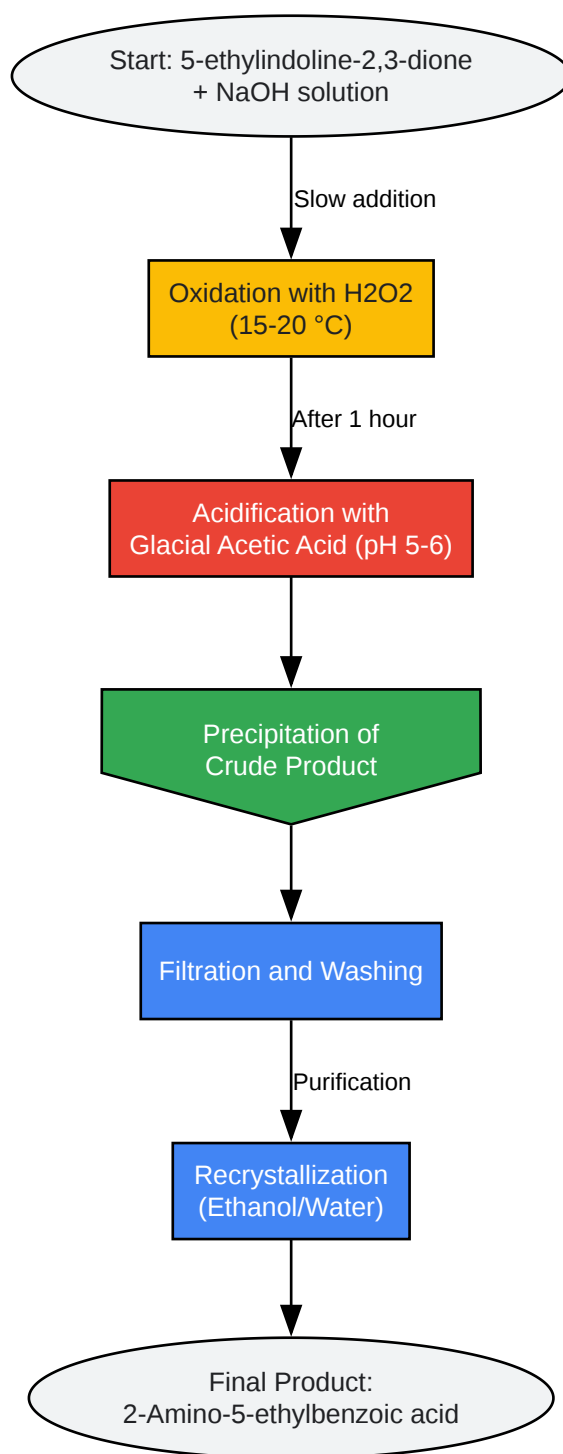 Start: 5-ethylindoline-2,3-dione
+ NaOH solution
Slow addition
Oxidation with H2O2
(15-20 °C)
After 1 hour
Acidification with
Glacial Acetic Acid (pH 5-6)
Precipitation of
Crude Product
Filtration and Washing
Purification
Recrystallization
(Ethanol/Water)
Final Product:
2-Amino-5-ethylbenzoic acid